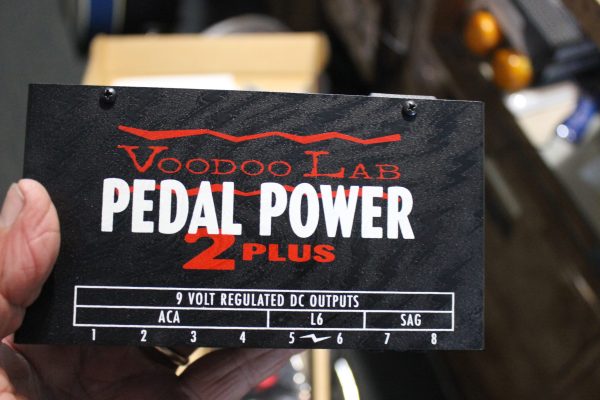 VOODOO LAB
PEDAL POWER
2 PLUS
9 VOLT REGULATED DC OUTPUTS
ACA L6 SAG
1 2 3 4 5 6 7 8